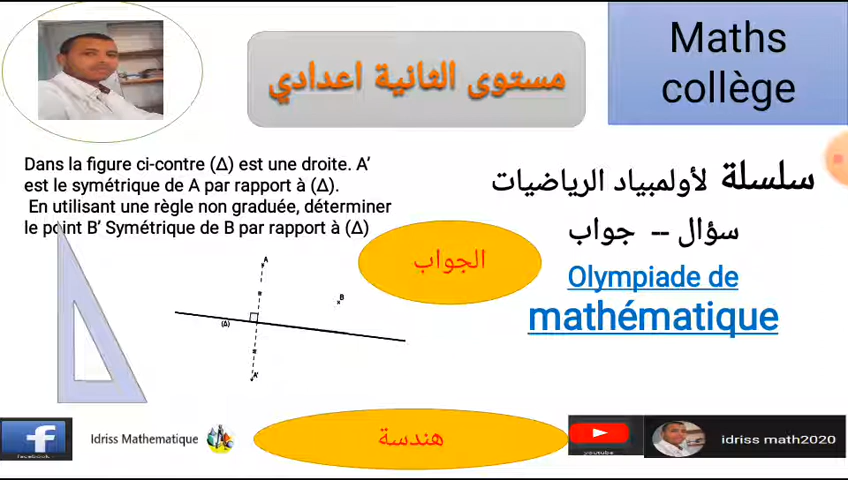 مستوى الثانية اعدادي
Maths
collège
Dans la figure ci-contre (Δ) est une droite. A’
est le symétrique de A par rapport à (Δ).
En utilisant une règle non graduée, déterminer
le point B’ Symétrique de B par rapport à (Δ)
سلسلة لأولمبياد الرياضيات
سؤال -- جواب
الجواب
Olympiade de
mathématique
A
B
(Δ)
A'
هندسة
facebook
Idriss Mathematique
youtube
idriss math2020